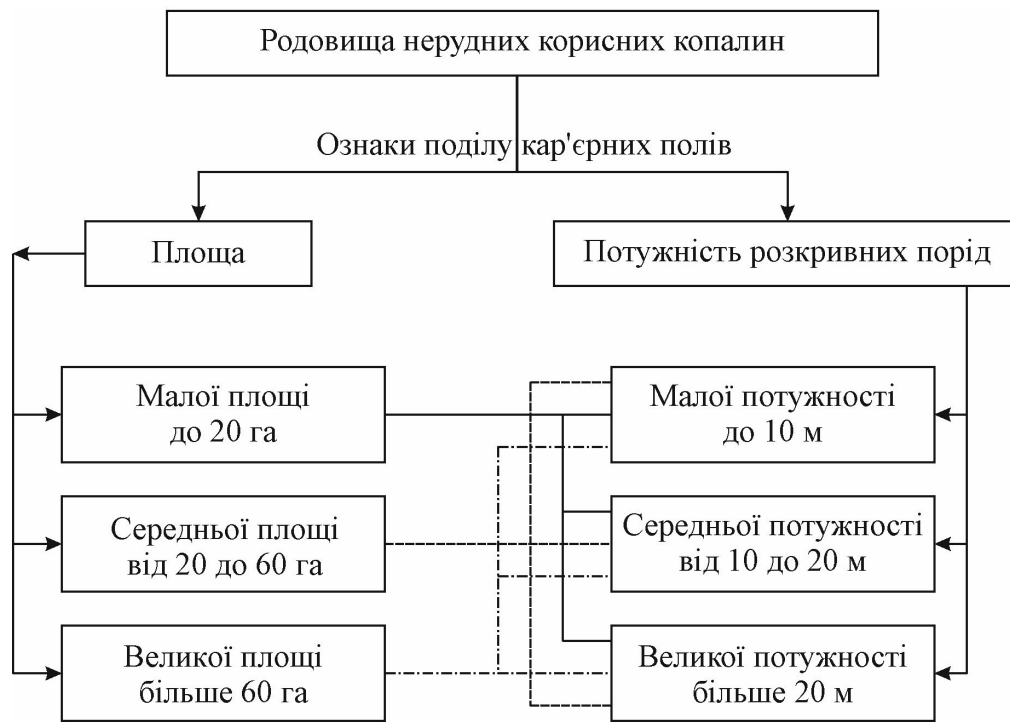 Родовища нерудних корисних копалин
Ознаки поділу кар'єрних полів
Площа
Потужність розкривних порід
Малої площі
до 20 га
Малої потужності
до 10 м
Середньої площі
від 20 до 60 га
Середньої потужності
від 10 до 20 м
Великої площі
більше 60 га
Великої потужності
більше 20 м